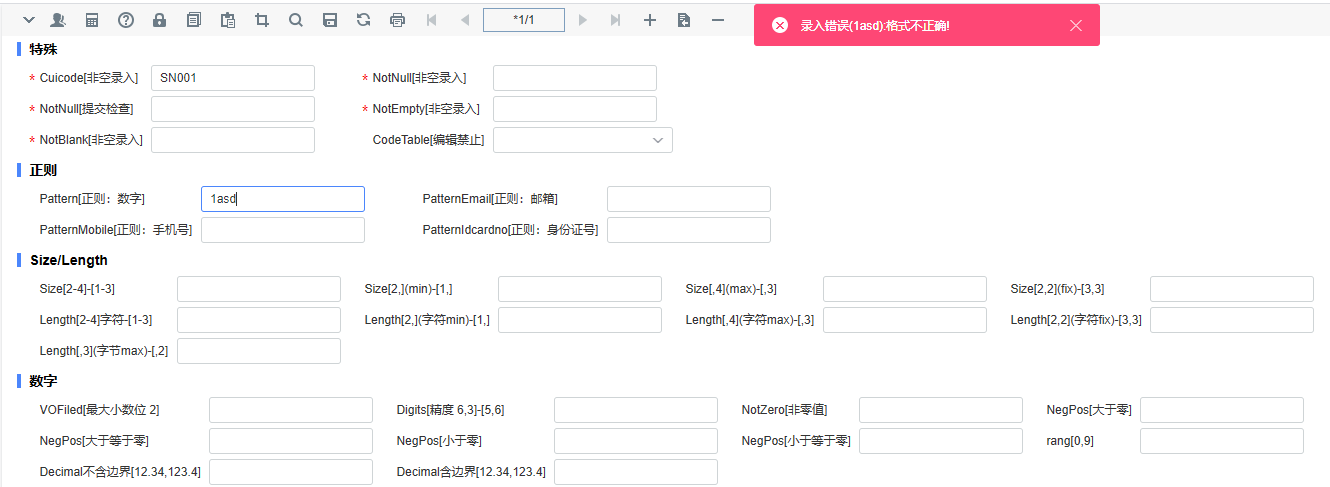 *1/1
录入错误(1asd):格式不正确!
特殊
* Cuicode[非空录入] SN001 * NotNull[非空录入]
* NotNull[提交检查] * NotEmpty[非空录入]
* NotBlank[非空录入] CodeTable[编辑禁止]
正则
Pattern[正则：数字] 1asd PatternEmail[正则：邮箱]
PatternMobile[正则：手机号] PatternIdcardno[正则：身份证号]
Size/Length
Size[2-4]-[1-3] Size[2,](min)-[1,] Size[,4](max)-[,3] Size[2,2](fix)-[3,3]
Length[2-4]字符-[1-3] Length[2,](字符min)-[1,] Length[,4](字符max)-[,3] Length[2,2](字符fix)-[3,3]
Length[,3](字节max)-[,2]
数字
VOFiled[最大小数位 2] Digits[精度 6,3]-[5,6] NotZero[非零值] NegPos[大于零]
NegPos[大于等于零] NegPos[小于零] NegPos[小于等于零] rang[0,9]
Decimal不含边界[12.34,123.4] Decimal含边界[12.34,123.4]